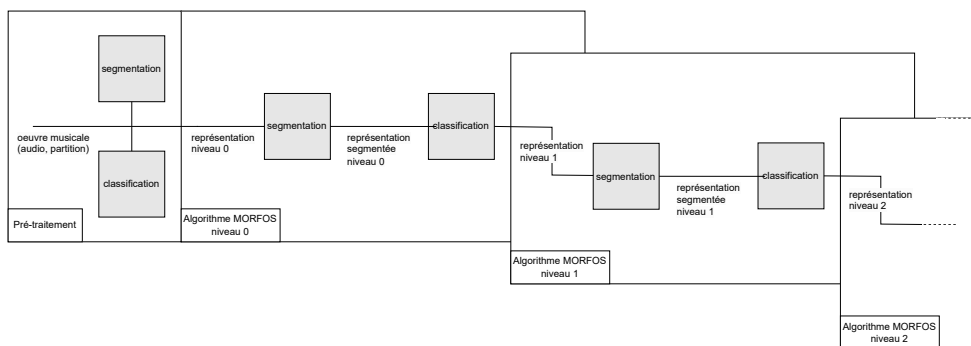 segmentation
oeuvre musicale
(audio, partition)
classification
Pré-traitement
représentation
niveau 0
segmentation
représentation
segmentée
niveau 0
classification
Algorithme MORFOS
niveau 0
représentation
niveau 1
segmentation
représentation
segmentée
niveau 1
classification
Algorithme MORFOS
niveau 1
représentation
niveau 2
Algorithme MORFOS
niveau 2